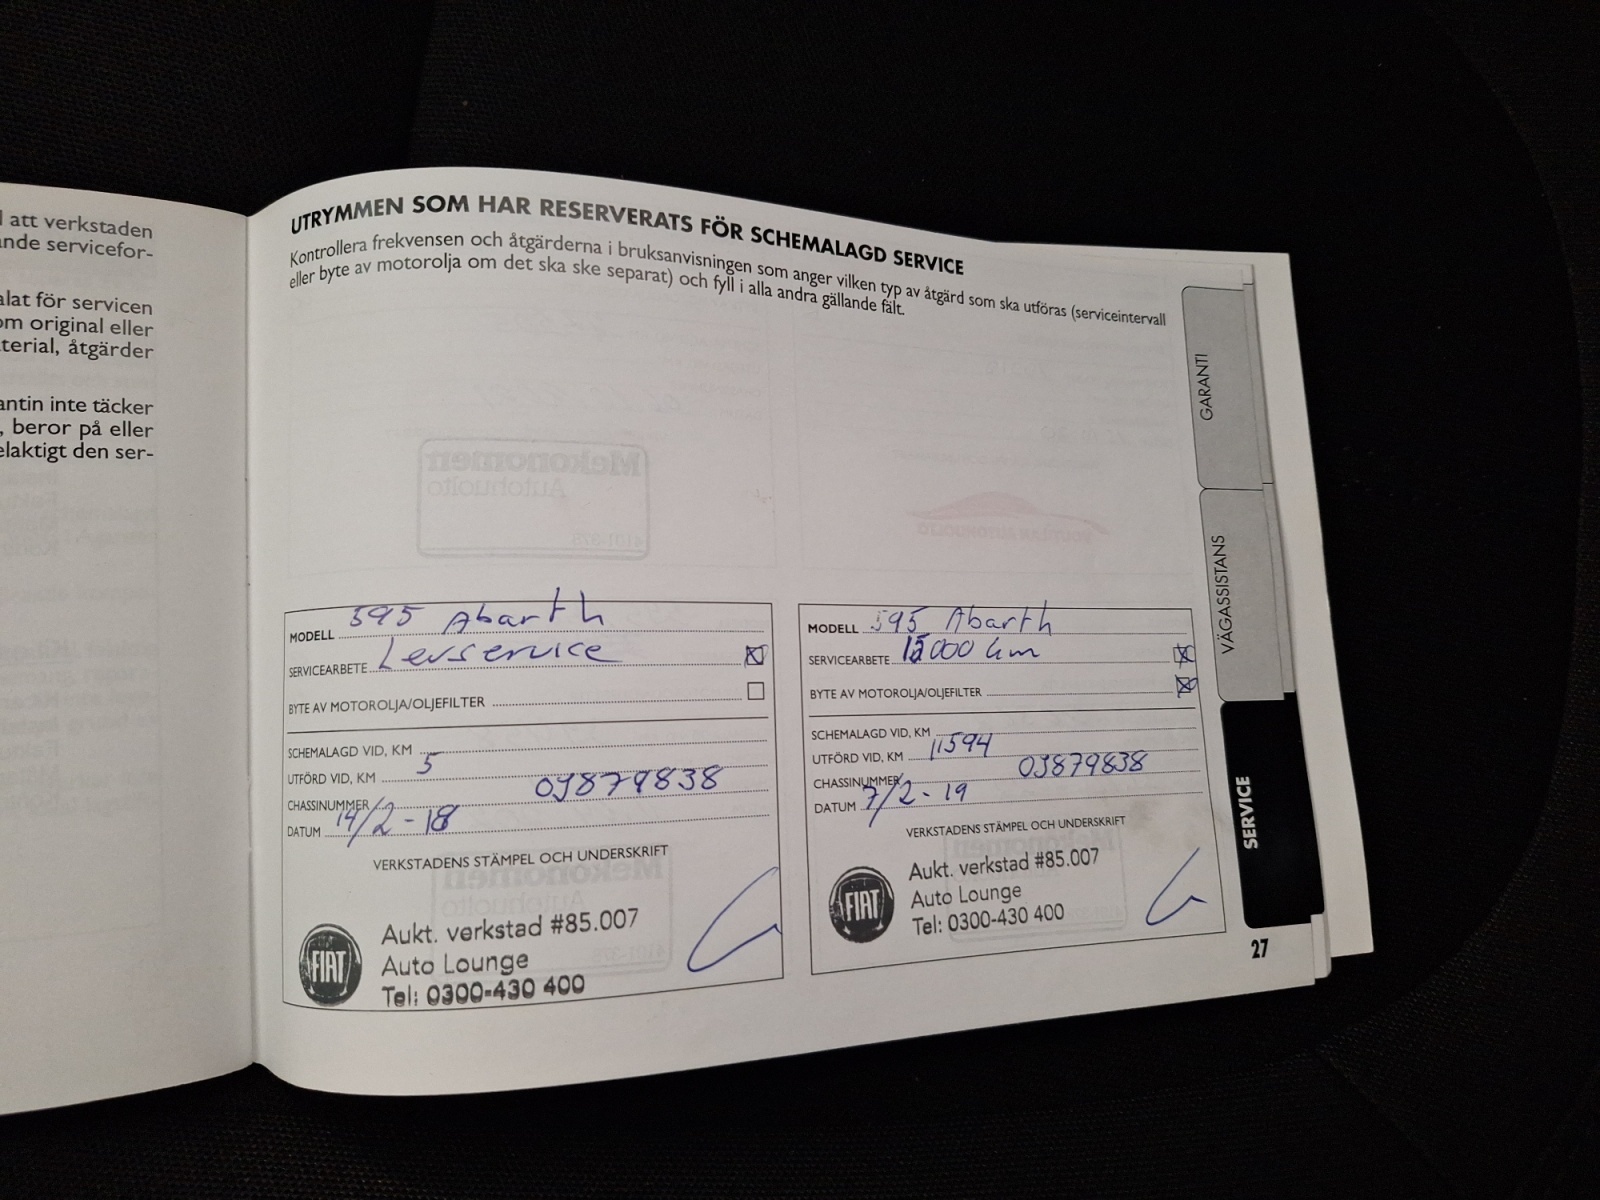 l att verkstaden
ande servicefor-
alat för servicen
om original eller
terial, åtgärder
antin inte täcker
, beror på eller
elaktigt den ser-
UTRYMMEN SOM HAR RESERVERATS FÖR SCHEMALAGD SERVICE
Kontrollera frekvensen och åtgärderna i bruksanvisningen som anger vilken typ av åtgärd som ska utföras (serviceintervall
eller byte av motorolja om det ska ske separat) och fyll i alla andra gällande fält.
MODELL 595 Abarth
SERVICEARBETE Levservice
BYTE AV MOTOROLJA/OLJEFILTER
SCHEMALAGD VID, KM
UTFÖRD VID, KM 5
CHASSINUMMER 09879838
DATUM 14/2-18
VERKSTADENS STÄMPEL OCH UNDERSKRIFT
FIAT
Aukt. verkstad #85.007
Auto Lounge
Tel: 0300-430 400
MODELL 595 Abarth
SERVICEARBETE 15000 km
BYTE AV MOTOROLJA/OLJEFILTER
SCHEMALAGD VID, KM
UTFÖRD VID, KM 11594
CHASSINUMMER 09879838
DATUM 7/2-19
VERKSTADENS STÄMPEL OCH UNDERSKRIFT
FIAT
Aukt. verkstad #85.007
Auto Lounge
Tel: 0300-430 400
GARANTI
VÄGASSISTANS
SERVICE
27